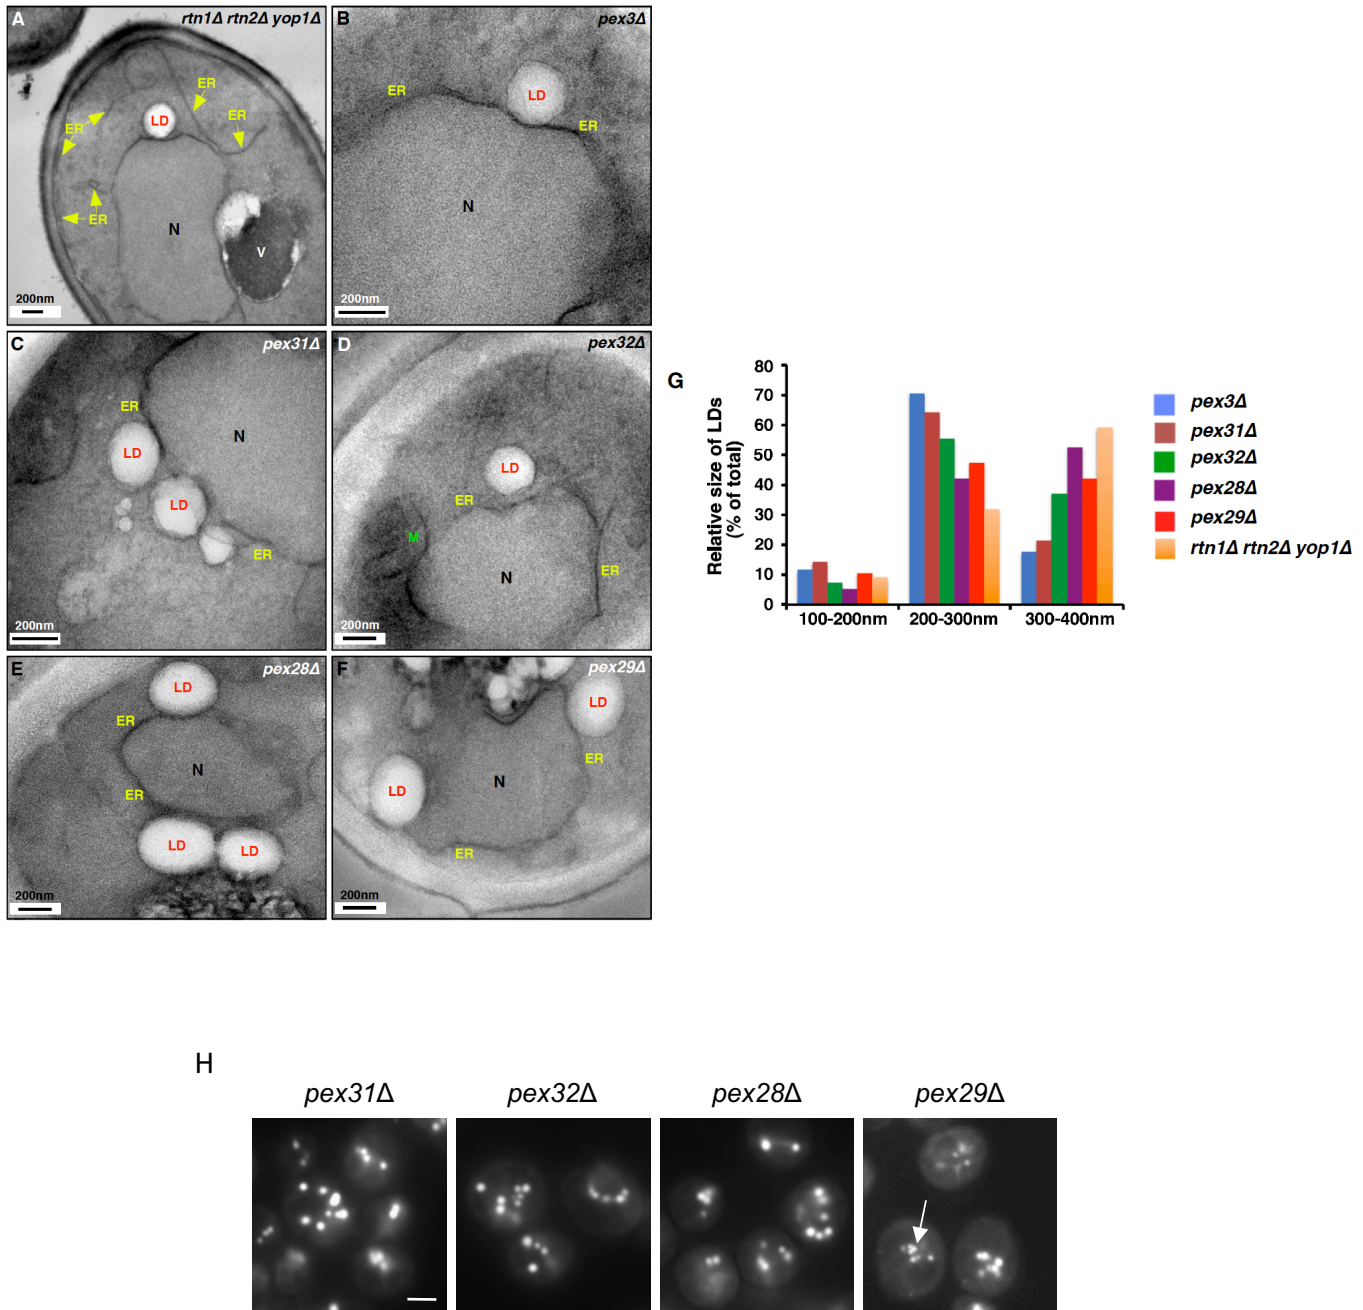 A rtn1Δ rtn2Δ yop1Δ
ER
ER
ER
LD
ER
N
V
200nm
B pex3Δ
ER
LD
ER
N
200nm
C pex31Δ
ER
N
LD
LD
ER
200nm
D pex32Δ
LD
ER
M
N
ER
200nm
E pex28Δ
LD
ER
N
ER
LD
LD
200nm
F pex29Δ
LD
ER
N
LD
ER
200nm
G
Relative size of LDs
(% of total)
80
70
60
50
40
30
20
10
0
100-200nm 200-300nm 300-400nm
pex3Δ
pex31Δ
pex32Δ
pex28Δ
pex29Δ
rtn1Δ rtn2Δ yop1Δ
H
pex31Δ pex32Δ pex28Δ pex29Δ